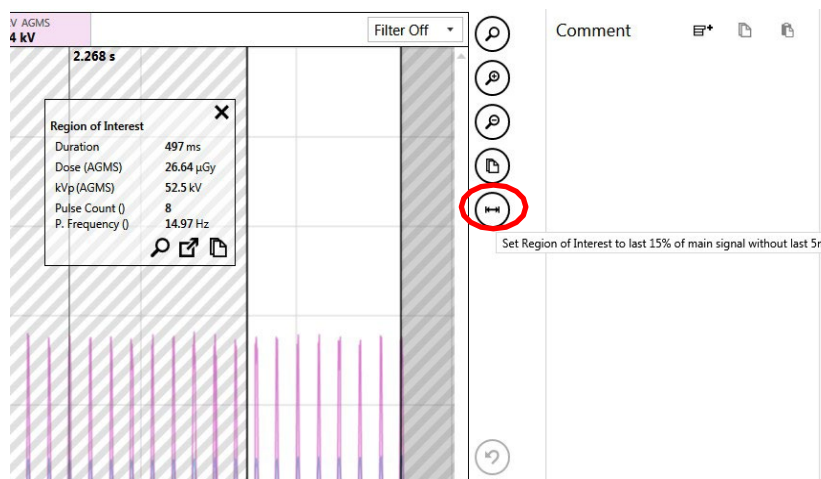 V AGMS
4 kV
Filter Off
Comment
2.268 s
Region of Interest
Duration 497 ms
Dose (AGMS) 26.64 µGy
kVp (AGMS) 52.5 kV
Pulse Count () 8
P. Frequency () 14.97 Hz
Set Region of Interest to last 15% of main signal without last 5